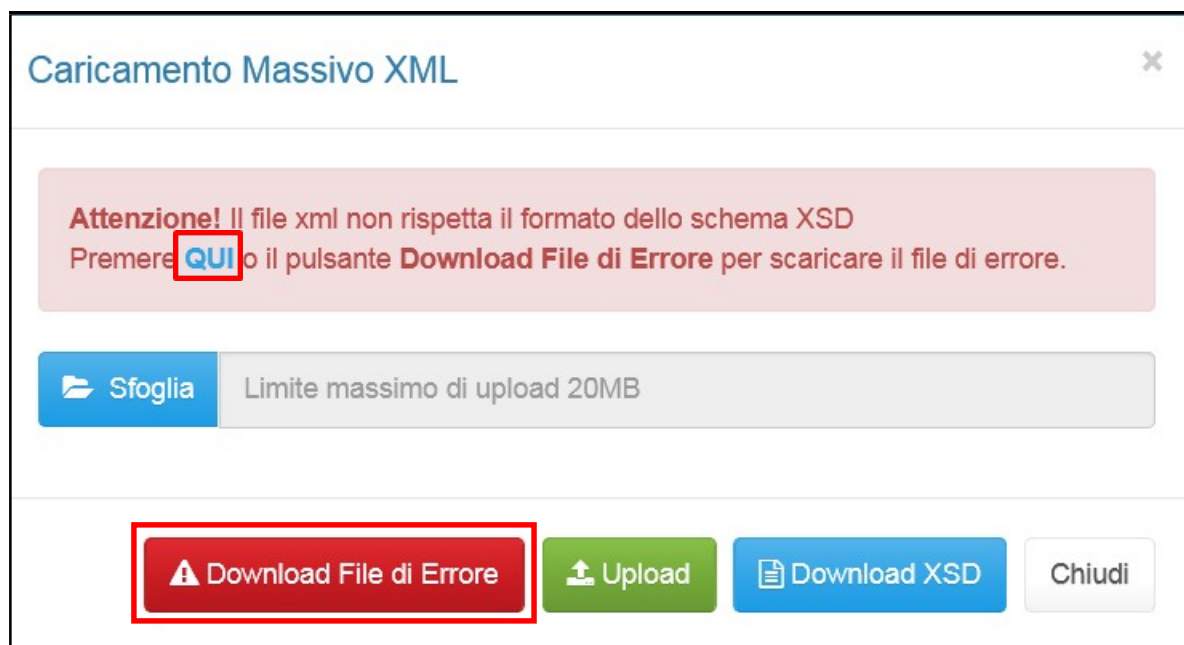 Caricamento Massivo XML ×
Attenzione! Il file xml non rispetta il formato dello schema XSD
Premere QUI o il pulsante Download File di Errore per scaricare il file di errore.
Sfoglia Limite massimo di upload 20MB
Download File di Errore Upload Download XSD Chiudi